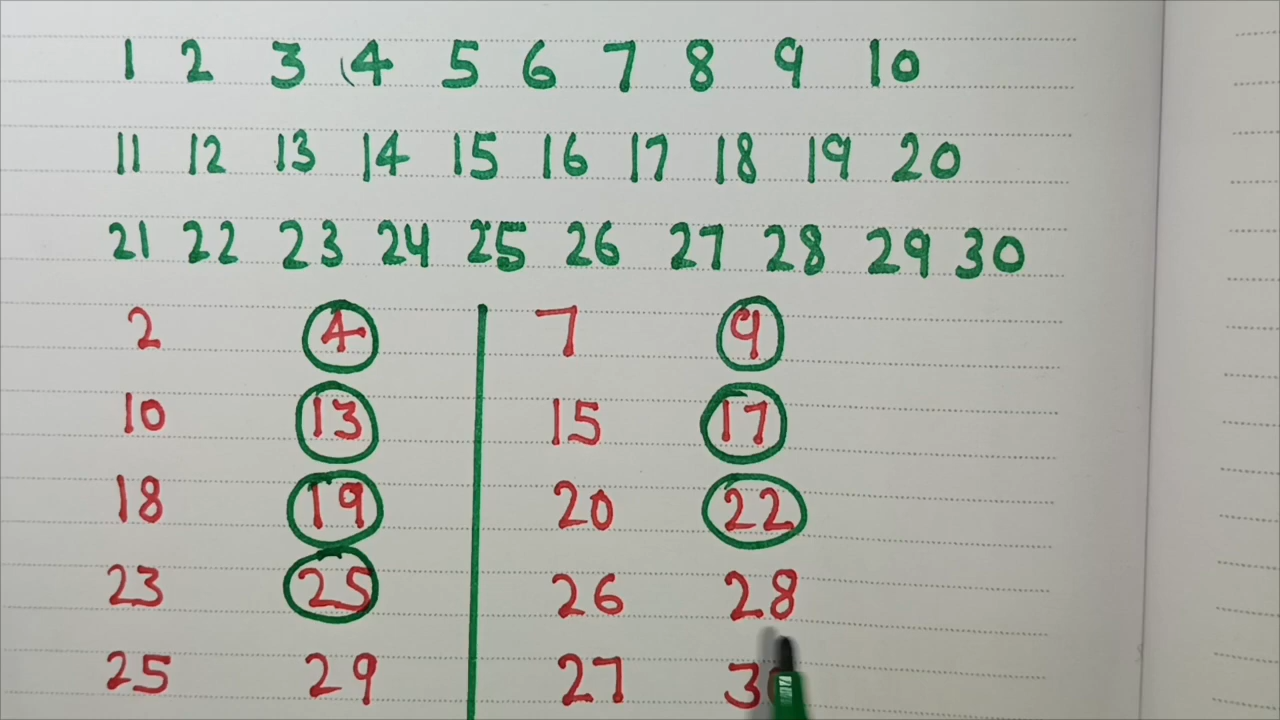 1 2 3 4 5 6 7 8 9 10
11 12 13 14 15 16 17 18 19 20
21 22 23 24 25 26 27 28 29 30
2 4 7 9
10 13 15 17
18 19 20 22
23 25 26 28
25 29 27